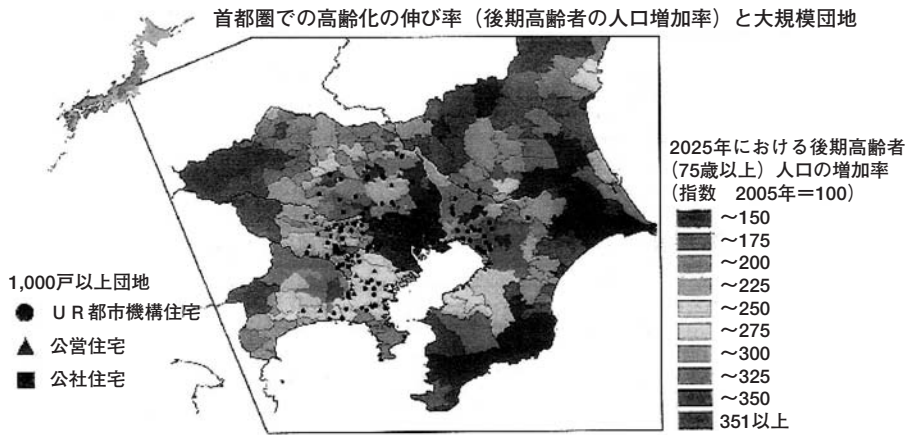 首都圏での高齢化の伸び率（後期高齢者の人口増加率）と大規模団地
2025年における後期高齢者
(75歳以上）人口の増加率
(指数　2005年＝100）
～150
～175
～200
～225
～250
～275
～300
～325
～350
351以上
1,000戸以上団地
ＵＲ都市機構住宅
公営住宅
公社住宅